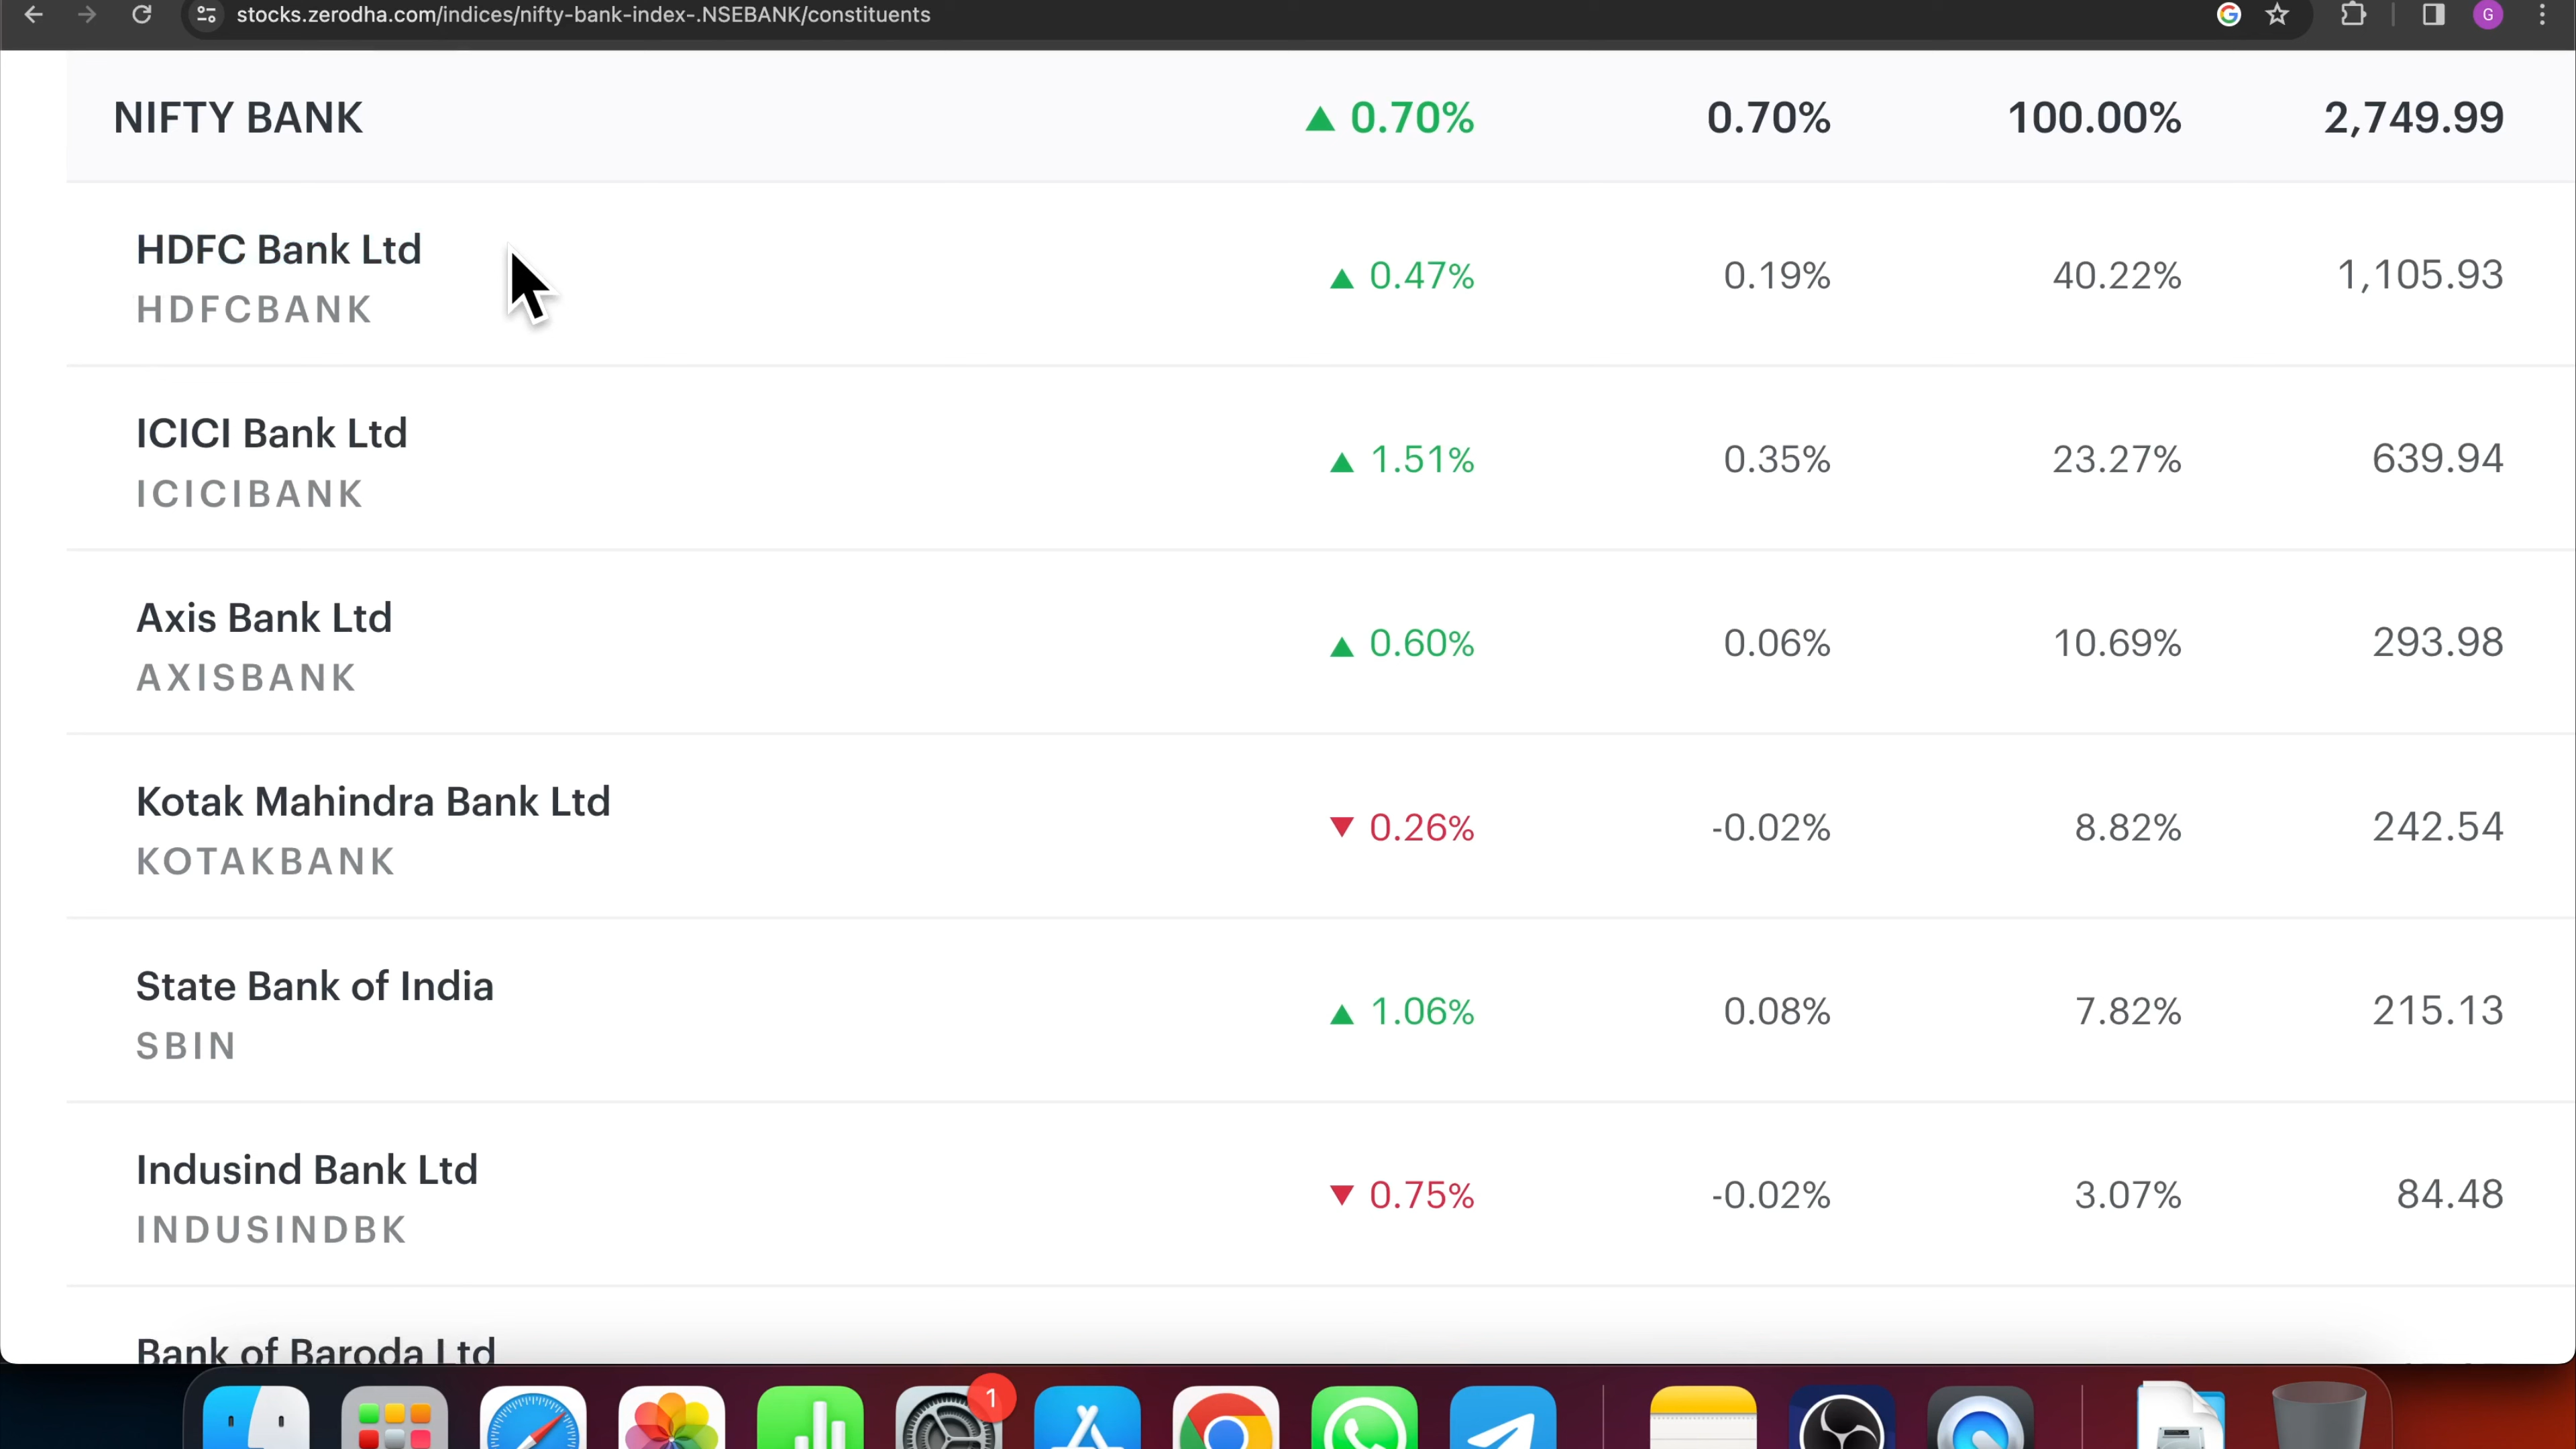 stocks.zerodha.com/indices/nifty-bank-index-.NSEBANK/constituents
G
NIFTY BANK ▲ 0.70% 0.70% 100.00% 2,749.99
HDFC Bank Ltd
HDFCBANK
▲ 0.47% 0.19% 40.22% 1,105.93
ICICI Bank Ltd
ICICIBANK
▲ 1.51% 0.35% 23.27% 639.94
Axis Bank Ltd
AXISBANK
▲ 0.60% 0.06% 10.69% 293.98
Kotak Mahindra Bank Ltd
KOTAKBANK
▼ 0.26% -0.02% 8.82% 242.54
State Bank of India
SBIN
▲ 1.06% 0.08% 7.82% 215.13
Indusind Bank Ltd
INDUSINDBK
▼ 0.75% -0.02% 3.07% 84.48
Bank of Baroda Ltd
1